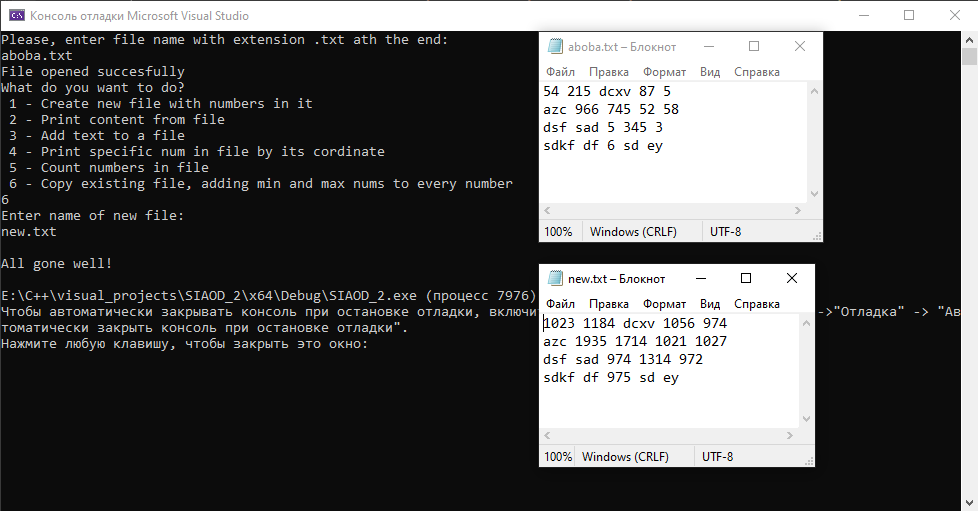 Консоль отладки Microsoft Visual Studio
Please, enter file name with extension .txt ath the end:
aboba.txt
File opened succesfully
What do you want to do?
1 - Create new file with numbers in it
2 - Print content from file
3 - Add text to a file
4 - Print specific num in file by its cordinate
5 - Count numbers in file
6 - Copy existing file, adding min and max nums to every number
6
Enter name of new file:
new.txt
All gone well!
E:\C++\visual_projects\SIAOD_2\x64\Debug\SIAOD_2.exe (процесс 7976)
Чтобы автоматически закрывать консоль при остановке отладки, включи ->"Отладка" -> "Ав
томатически закрыть консоль при остановке отладки".
Нажмите любую клавишу, чтобы закрыть это окно:
aboba.txt – Блокнот
Файл Правка Формат Вид Справка
54 215 dcxv 87 5
azc 966 745 52 58
dsf sad 5 345 3
sdkf df 6 sd ey
100% Windows (CRLF) UTF-8
new.txt – Блокнот
Файл Правка Формат Вид Справка
1023 1184 dcxv 1056 974
azc 1935 1714 1021 1027
dsf sad 974 1314 972
sdkf df 975 sd ey
100% Windows (CRLF) UTF-8